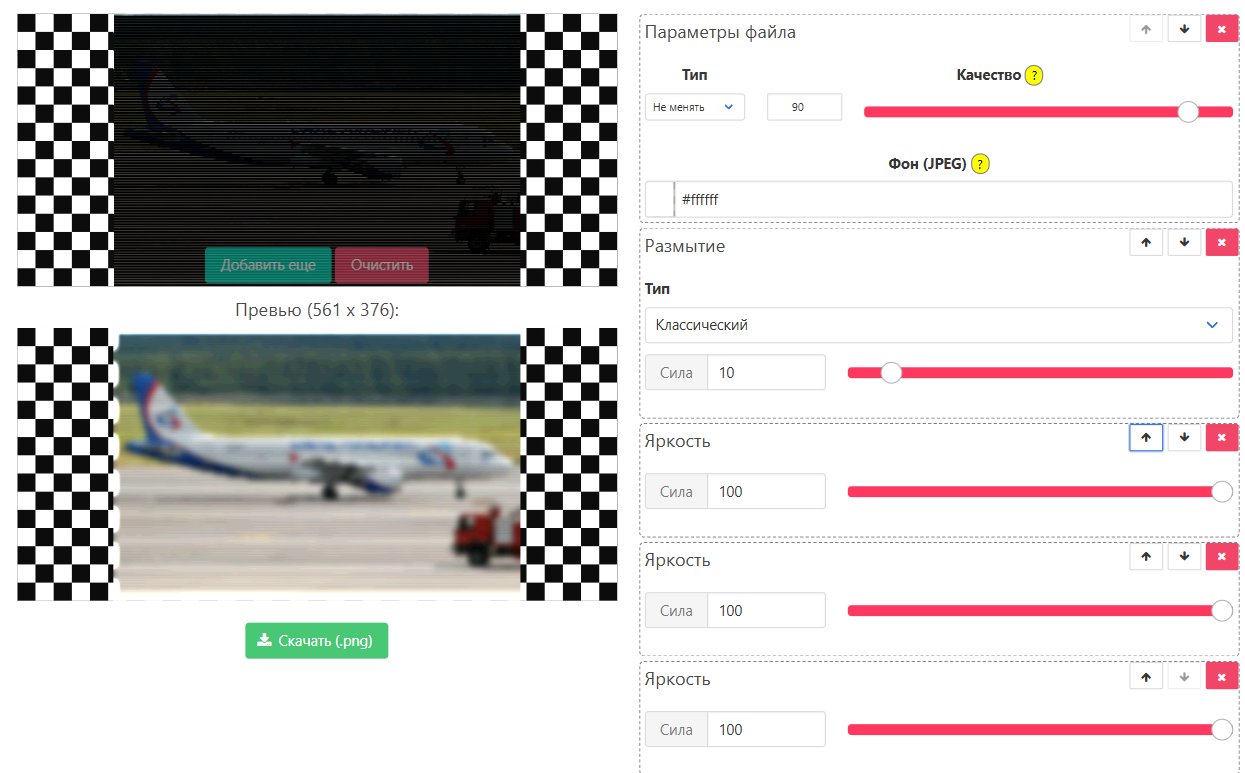 Добавить еще
Очистить
Превью (561 x 376):
Скачать (.png)
Параметры файла
Тип
Качество ?
Не менять
90
Фон (JPEG) ?
#ffffff
Размытие
Тип
Классический
Сила 10
Яркость
Сила 100
Яркость
Сила 100
Яркость
Сила 100